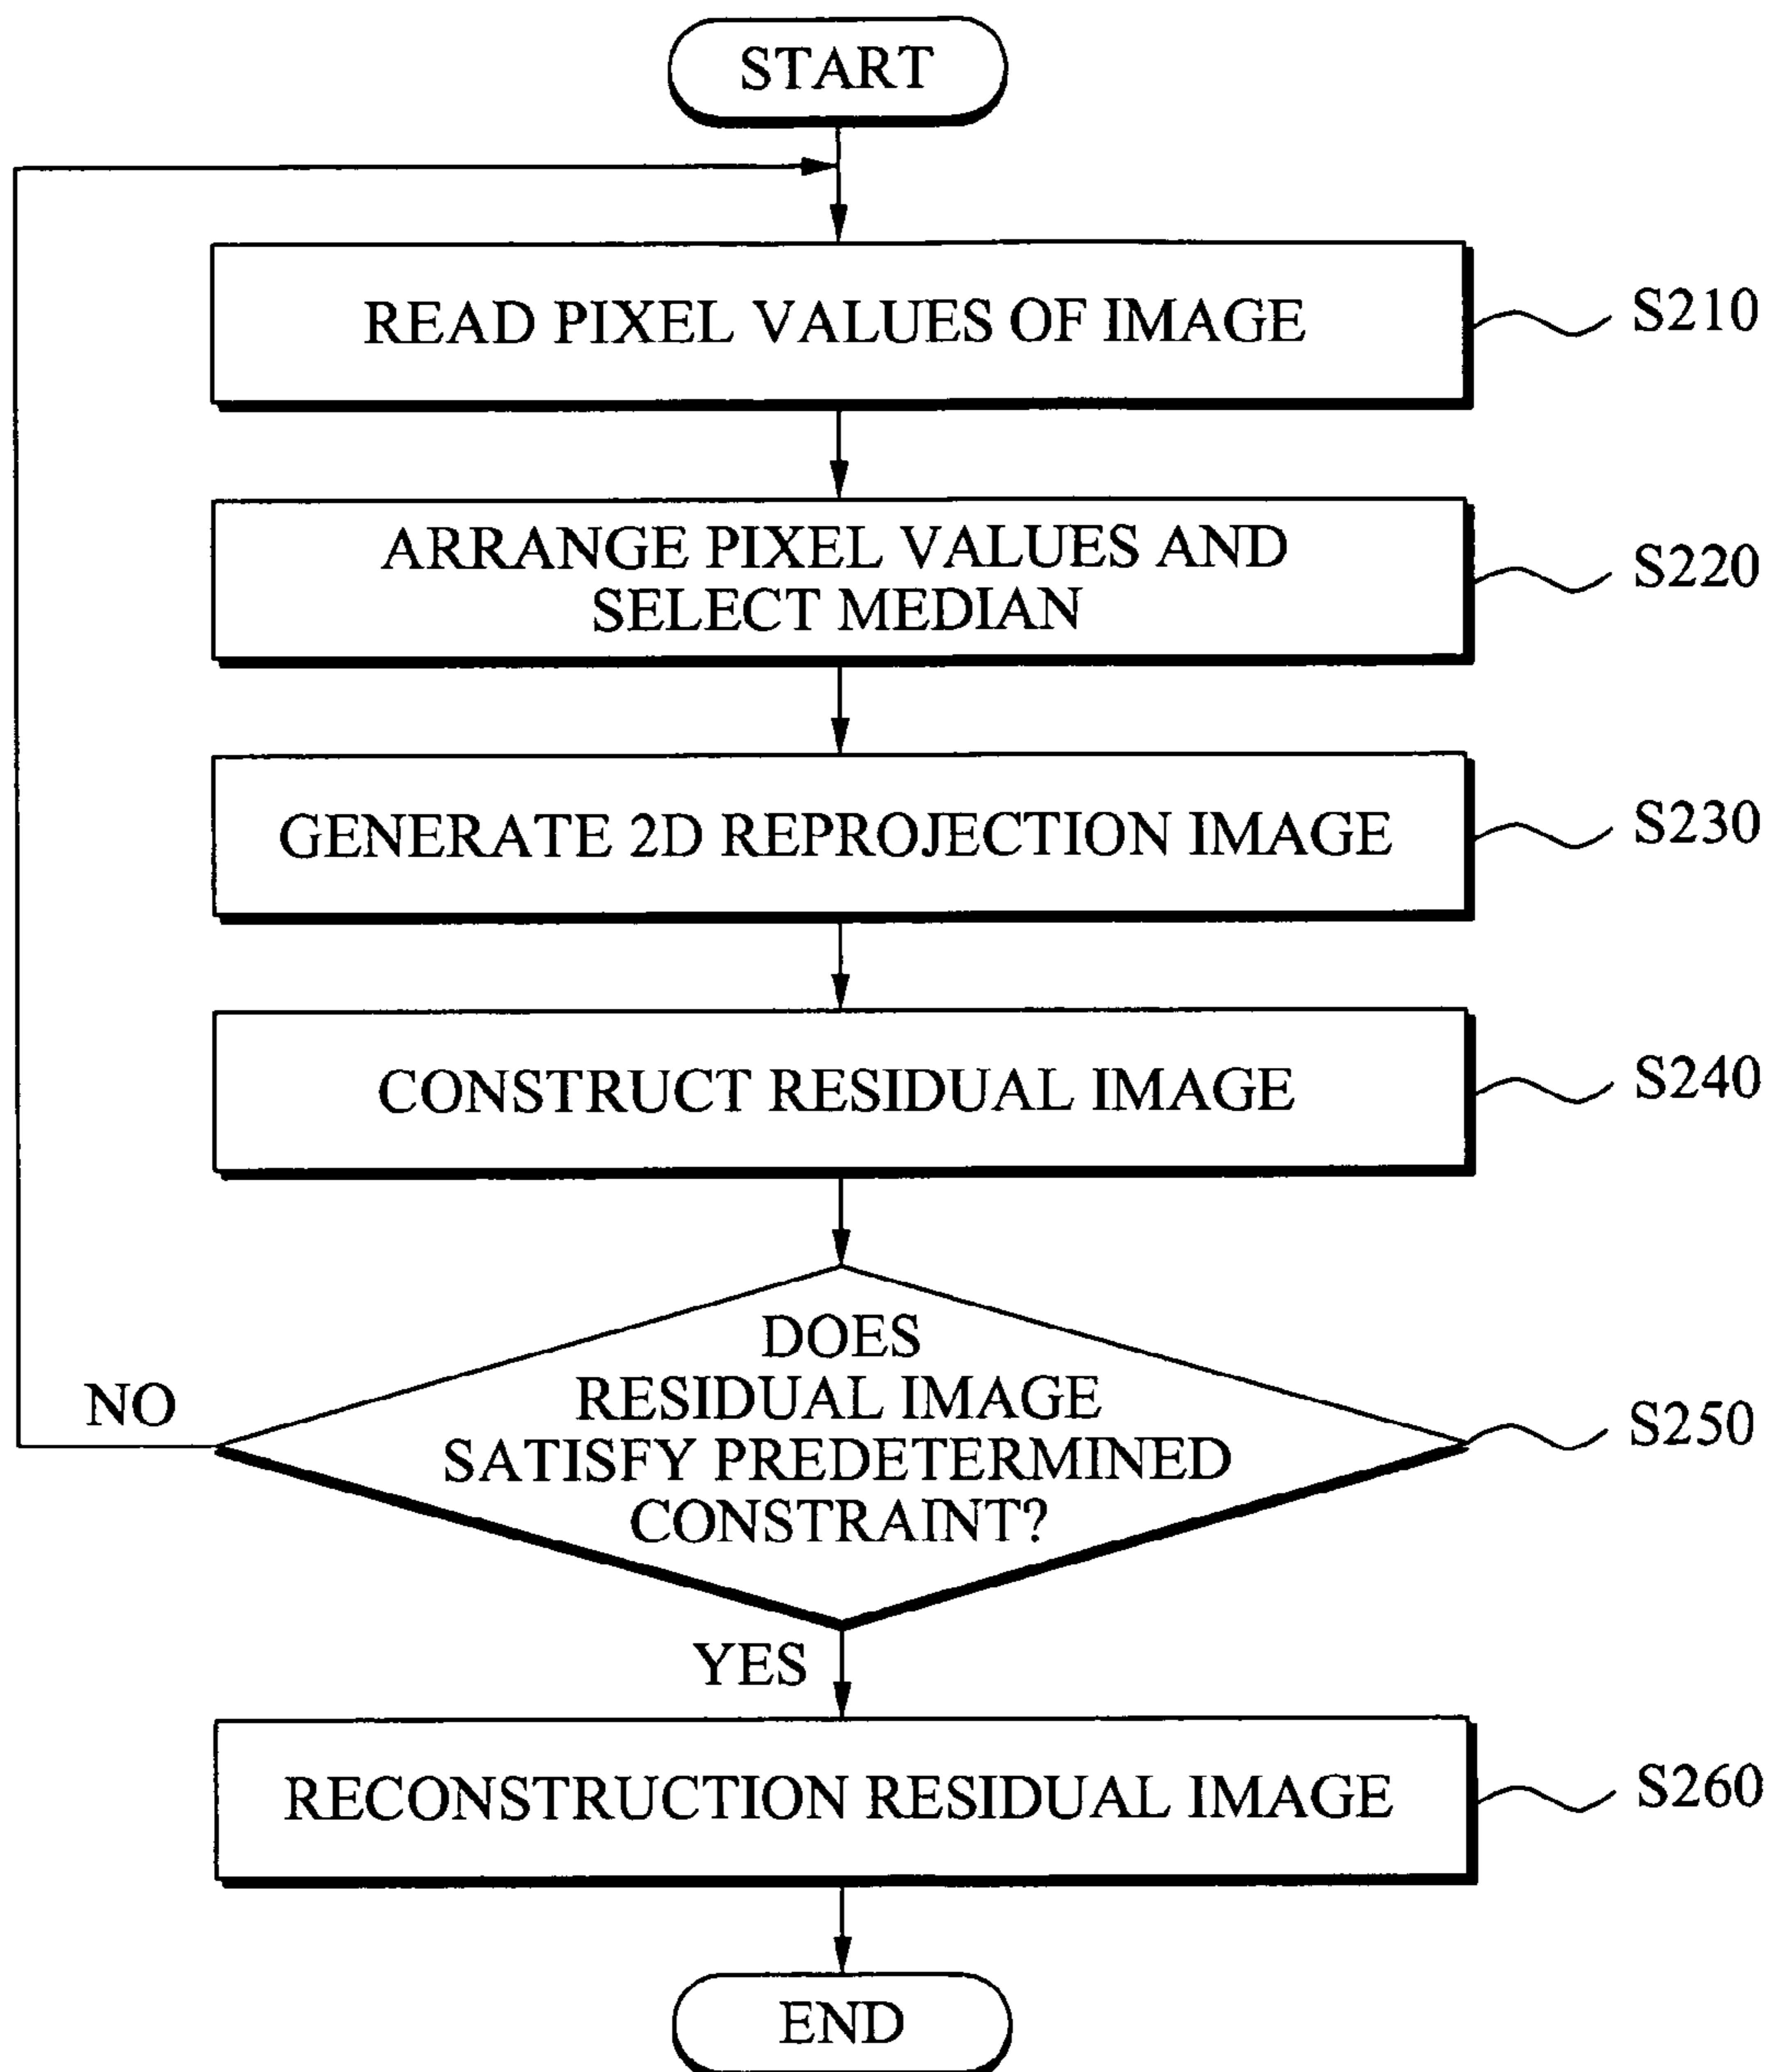 START
READ PIXEL VALUES OF IMAGE
S210
ARRANGE PIXEL VALUES AND
SELECT MEDIAN
S220
GENERATE 2D REPROJECTION IMAGE
S230
CONSTRUCT RESIDUAL IMAGE
S240
DOES
RESIDUAL IMAGE
SATISFY PREDETERMINED
CONSTRAINT?
S250
NO
YES
RECONSTRUCTION RESIDUAL IMAGE
S260
END